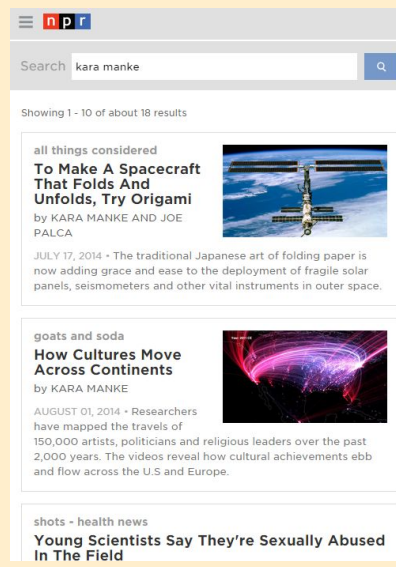 npr
Search kara manke
Showing 1 - 10 of about 18 results
all things considered
To Make A Spacecraft
That Folds And
Unfolds, Try Origami
by KARA MANKE AND JOE
PALCA
JULY 17, 2014 • The traditional Japanese art of folding paper is
now adding grace and ease to the deployment of fragile solar
panels, seismometers and other vital instruments in outer space.
goats and soda
How Cultures Move
Across Continents
by KARA MANKE
AUGUST 01, 2014 • Researchers
have mapped the travels of
150,000 artists, politicians and religious leaders over the past
2,000 years. The videos reveal how cultural achievements ebb
and flow across the U.S and Europe.
shots - health news
Young Scientists Say They're Sexually Abused
In The Field